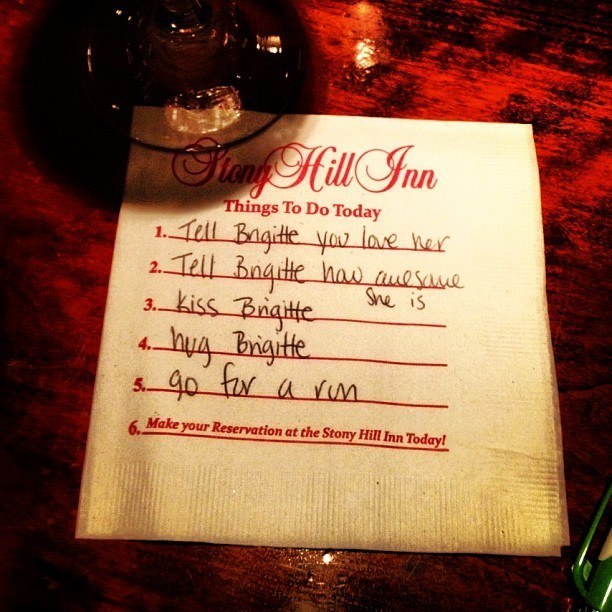 Stony Hill Inn
Things To Do Today
1. Tell Brigitte you love her
2. Tell Brigitte how awesome
she is
3. kiss Brigitte
4. hug Brigitte
5. go for a run
6. Make your Reservation at the Stony Hill Inn Today!